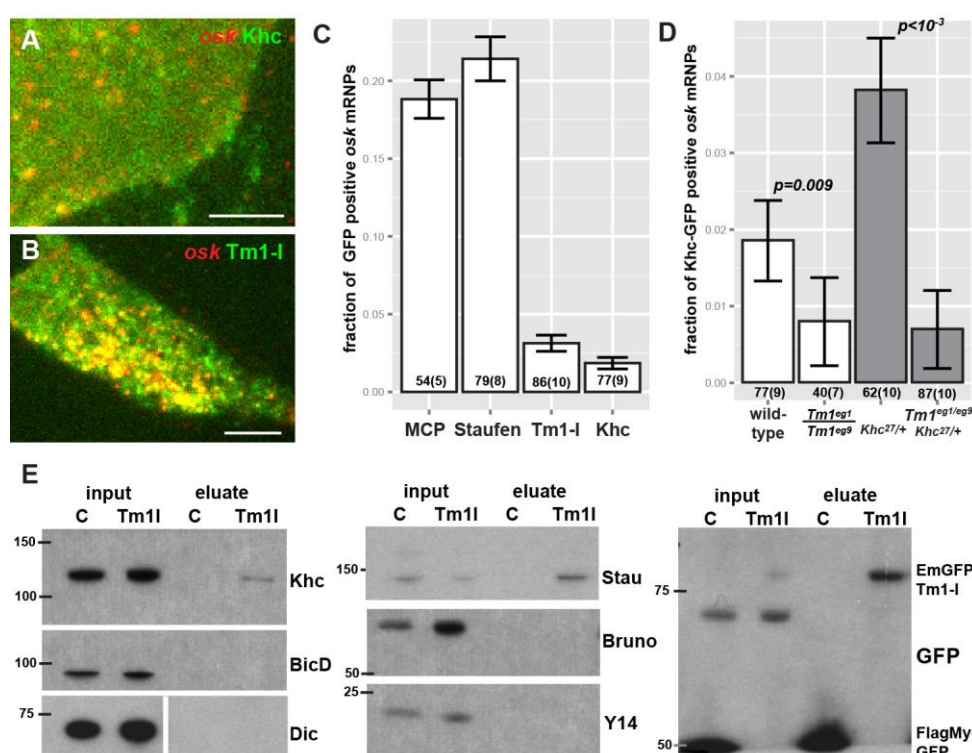 A
osk Khc
B
osk Tm1-I
C
fraction of GFP positive osk mRNPs
0.20
0.15
0.10
0.05
0.00
54(5) 79(8) 86(10) 77(9)
MCP Staufen Tm1-I Khc
D
fraction of Khc-GFP positive osk mRNPs
0.04
0.03
0.02
0.01
0.00
p=0.009
p<10⁻³
77(9) 40(7) 62(10) 87(10)
wild-type
Tm1eg1
Tm1eg9
Khc27/+
Tm1eg1/eg9
Khc27/+
E
input eluate
C Tm1I C Tm1I
150
100
Khc
100
BicD
75
Dic
input eluate
C Tm1I C Tm1I
150
Stau
Bruno
50
25
Y14
input eluate
C Tm1I C Tm1I
75
50
EmGFP
Tm1-I
GFP
FlagMy
GFP